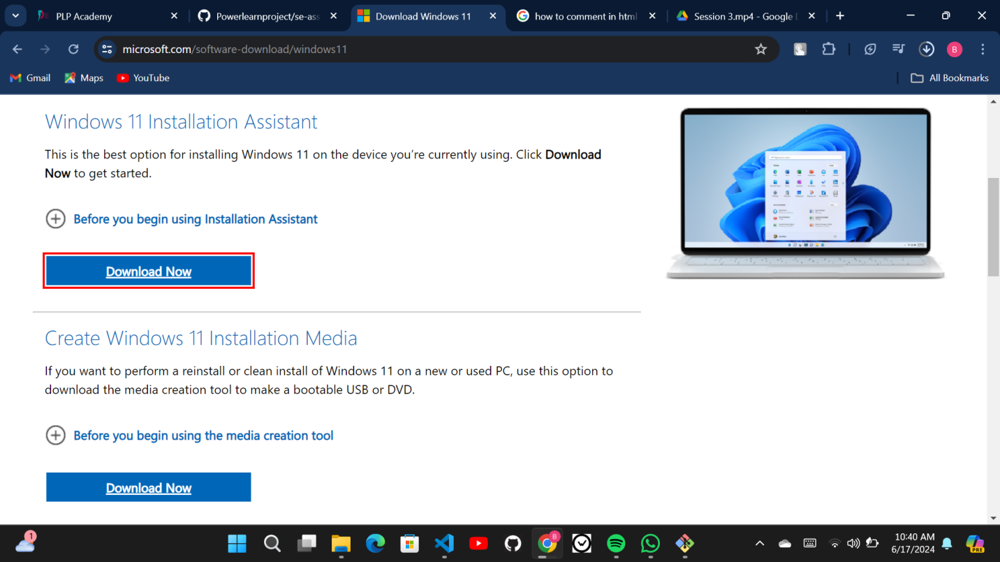 PLP Academy
Powerlearnproject/se-ass
Download Windows 11
how to comment in html
Session 3.mp4 - Google D
microsoft.com/software-download/windows11
B
Gmail
Maps
YouTube
All Bookmarks
Windows 11 Installation Assistant
This is the best option for installing Windows 11 on the device you’re currently using. Click Download
Now to get started.
Before you begin using Installation Assistant
Download Now
Create Windows 11 Installation Media
If you want to perform a reinstall or clean install of Windows 11 on a new or used PC, use this option to
download the media creation tool to make a bootable USB or DVD.
Before you begin using the media creation tool
Download Now
1
B
10:40 AM
6/17/2024
PRE